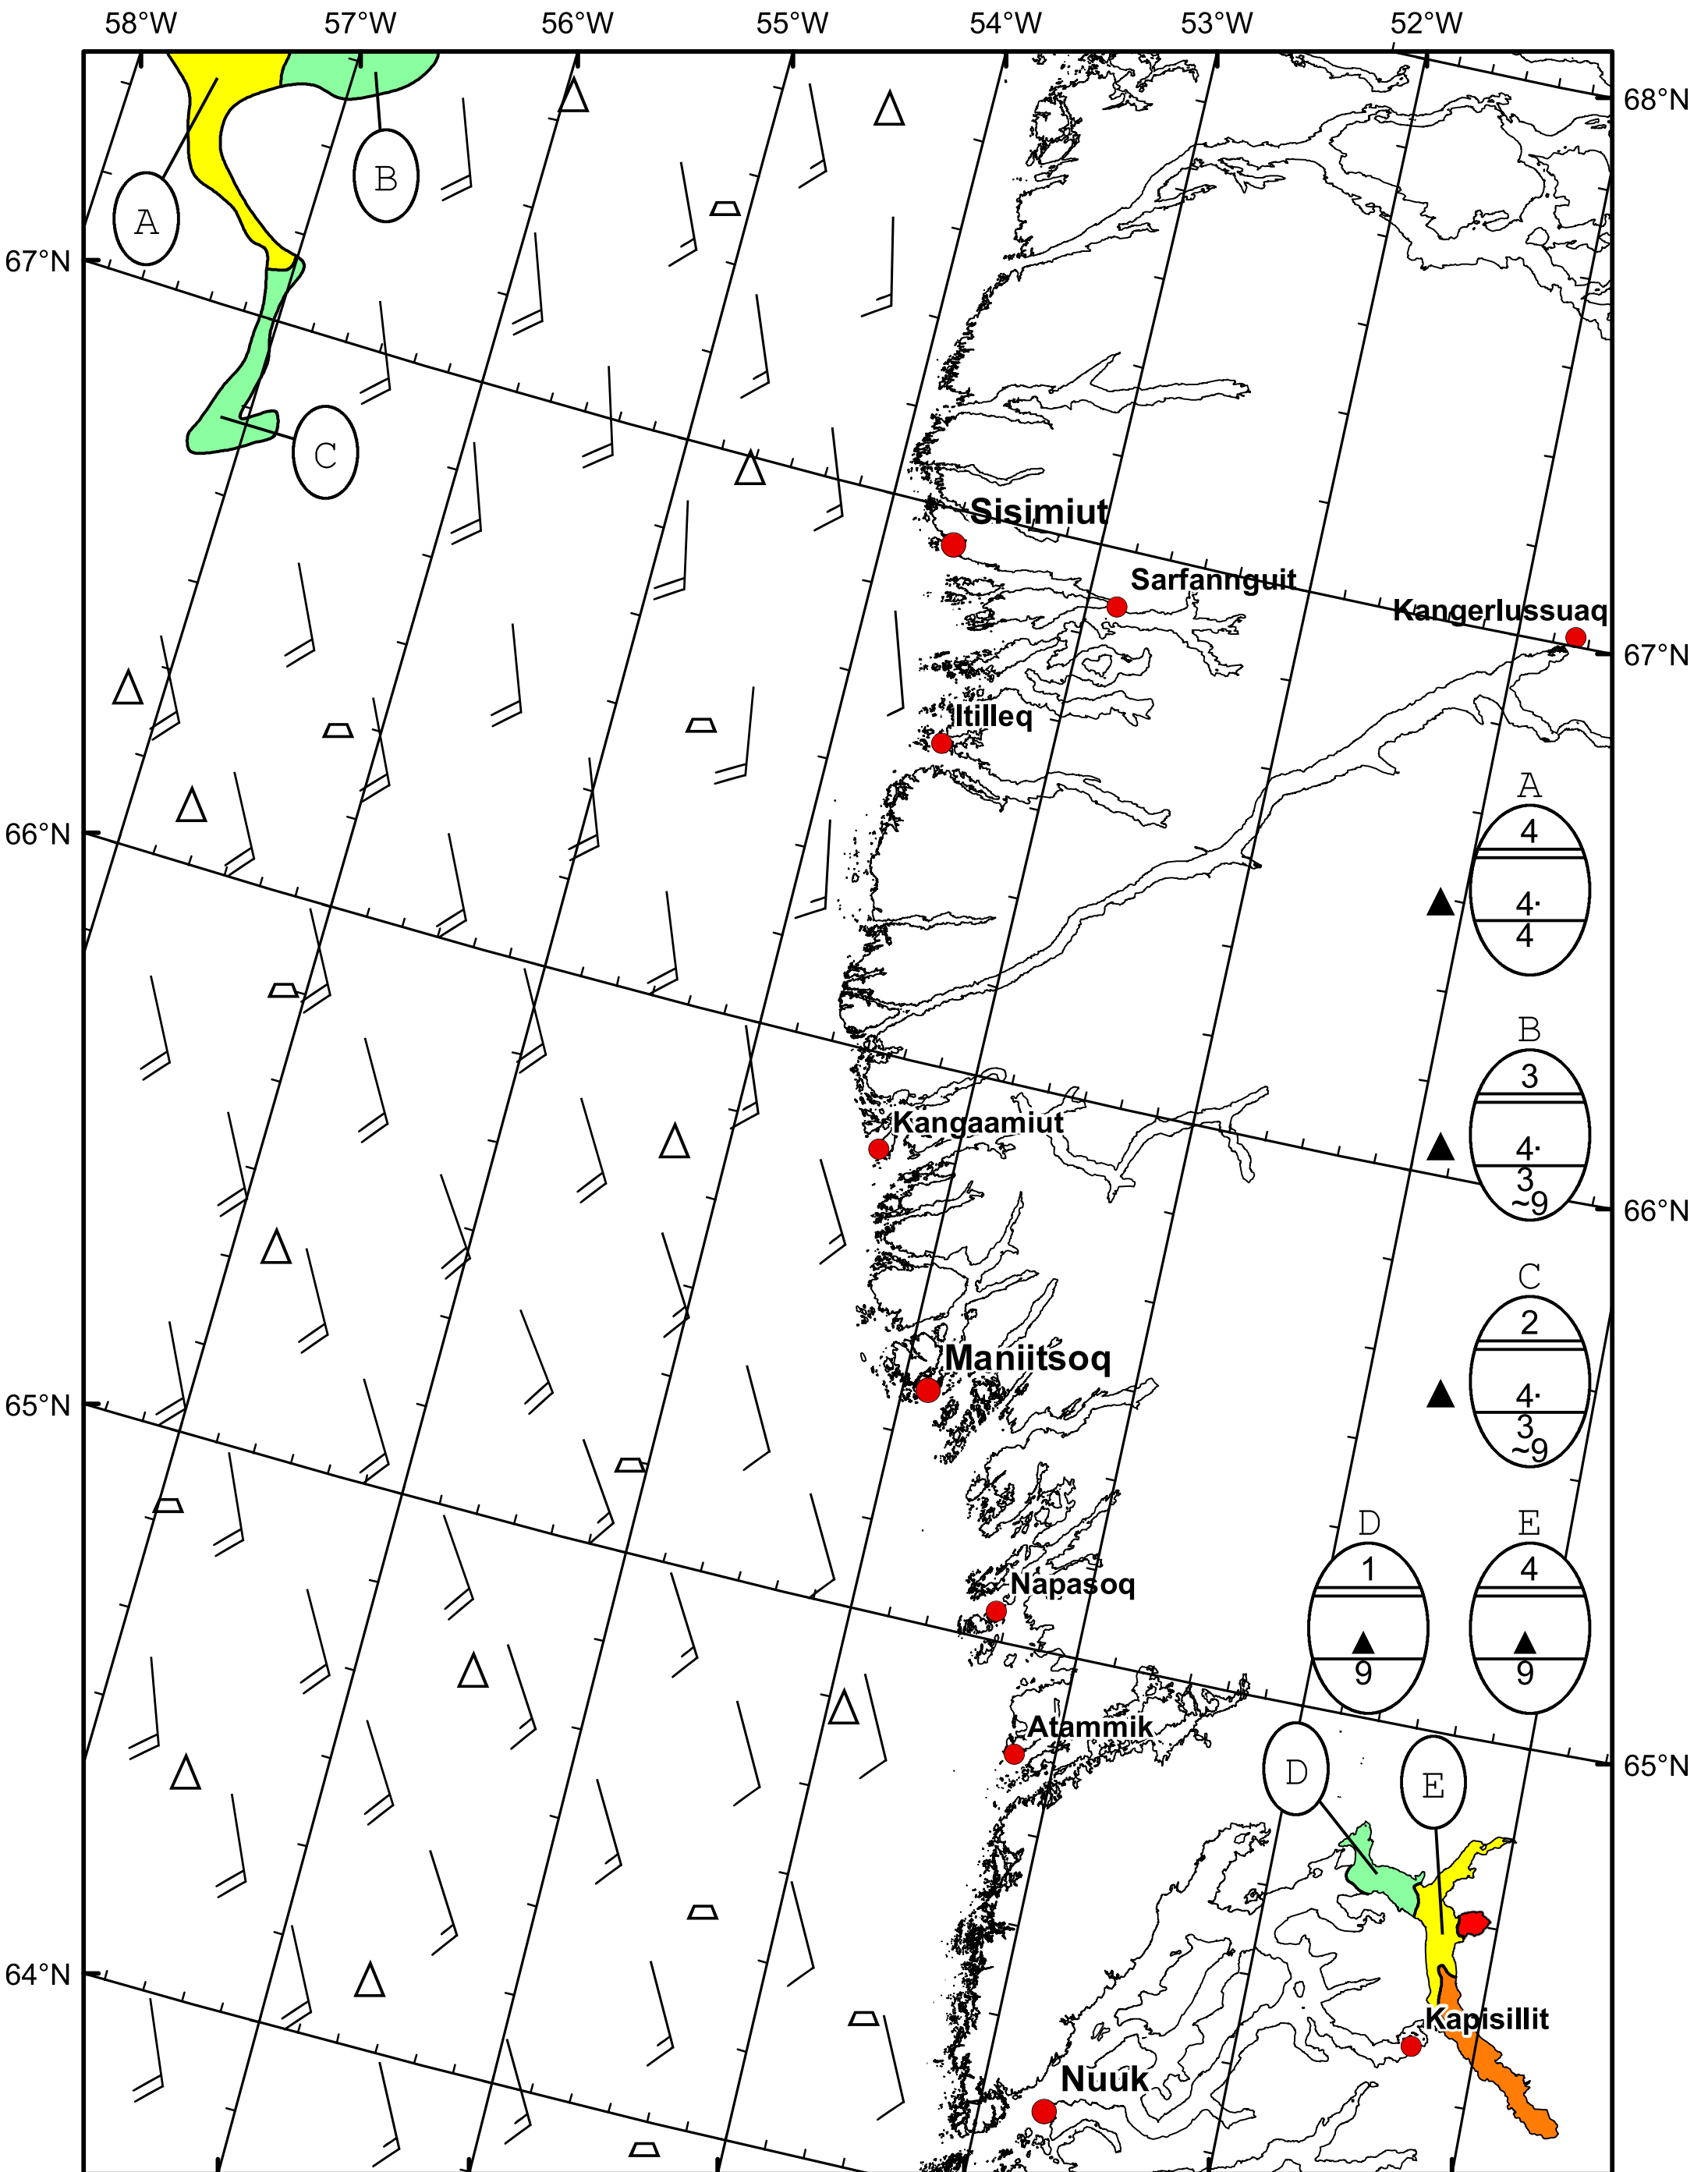 58°W 57°W 56°W 55°W 54°W 53°W 52°W
68°N
B
A
67°N
C
Sisimiut
Sarfannguit
Kangerlussuaq
67°N
Itilleq
A
4
66°N
4·
4
B
3
Kangaamiut
4·
3
~9
66°N
C
2
Maniitsoq
4·
65°N
3
~9
D E
1 4
Napasoq
9 9
Atammik
65°N
D E
64°N
Kapisillit
Nuuk